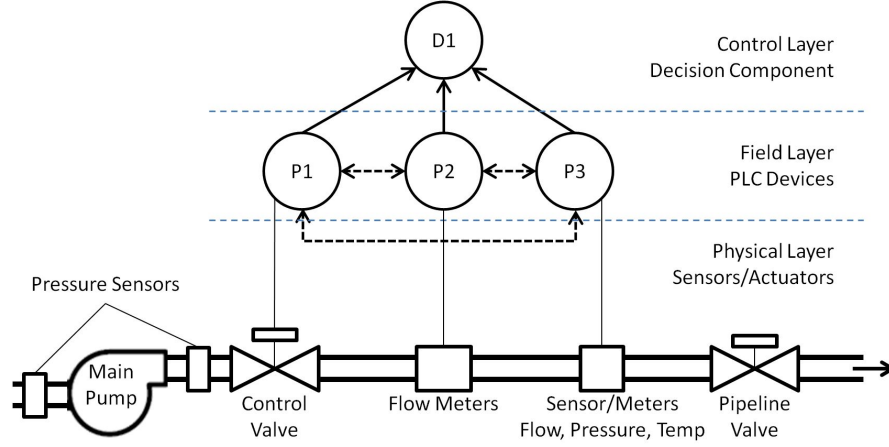 D1
Control Layer
Decision Component
P1
P2
P3
Field Layer
PLC Devices
Physical Layer
Sensors/Actuators
Pressure Sensors
Main
Pump
Control
Valve
Flow Meters
Sensor/Meters
Flow, Pressure, Temp
Pipeline
Valve